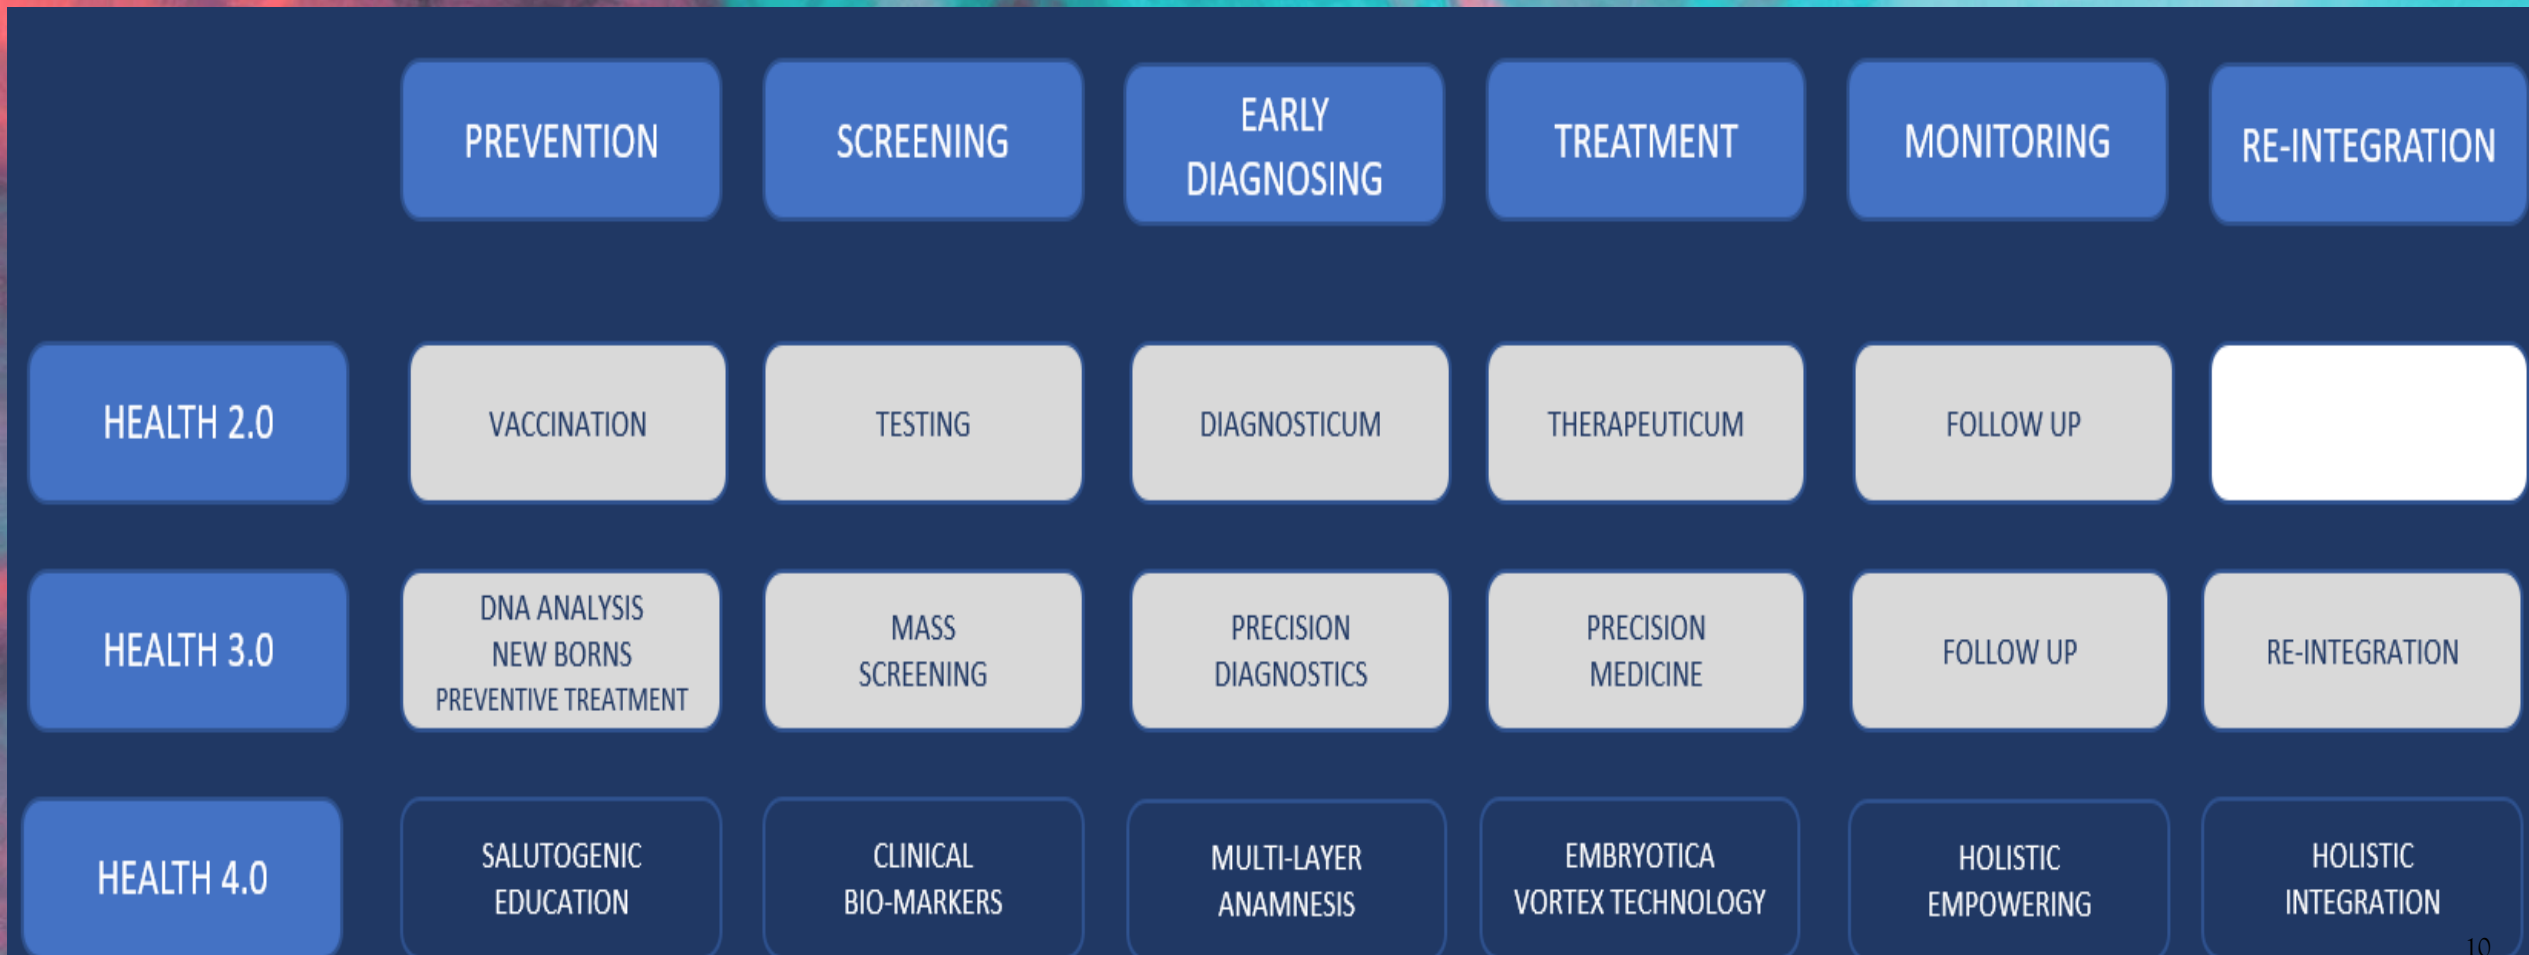 PREVENTION
SCREENING
EARLY
DIAGNOSING
TREATMENT
MONITORING
RE-INTEGRATION
HEALTH 2.0
VACCINATION
TESTING
DIAGNOSTICUM
THERAPEUTICUM
FOLLOW UP
HEALTH 3.0
DNA ANALYSIS
NEW BORNS
PREVENTIVE TREATMENT
MASS
SCREENING
PRECISION
DIAGNOSTICS
PRECISION
MEDICINE
FOLLOW UP
RE-INTEGRATION
HEALTH 4.0
SALUTOGENIC
EDUCATION
CLINICAL
BIO-MARKERS
MULTI-LAYER
ANAMNESIS
EMBRYOTICA
VORTEX TECHNOLOGY
HOLISTIC
EMPOWERING
HOLISTIC
INTEGRATION
10